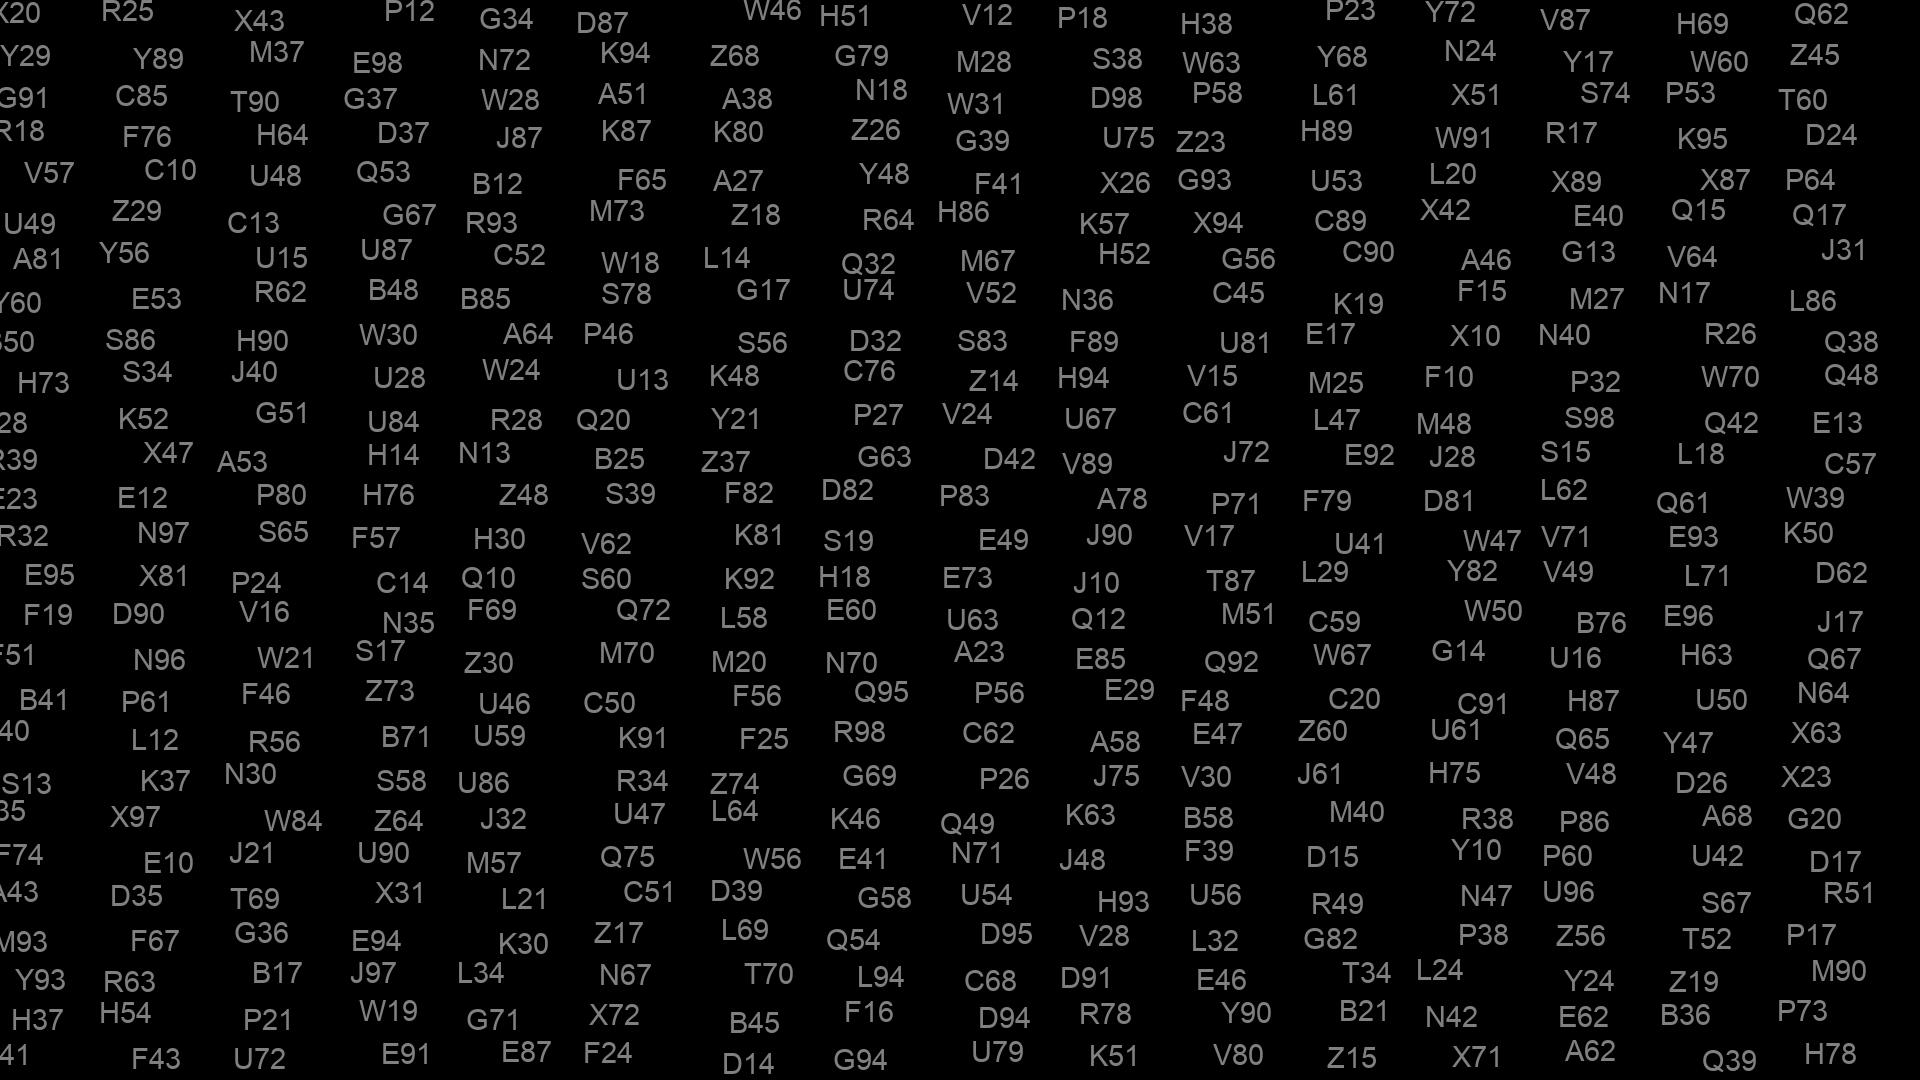 X20 R25 X43 P12 G34 D87 W46 H51 V12 P18 H38 P23 Y72 V87 H69 Q62
Y29 Y89 M37 E98 N72 K94 Z68 G79 M28 S38 W63 Y68 N24 Y17 W60 Z45
G91 C85 T90 G37 W28 A51 A38 N18 W31 D98 P58 L61 X51 S74 P53 T60
R18 F76 H64 D37 J87 K87 K80 Z26 G39 U75 Z23 H89 W91 R17 K95 D24
V57 C10 U48 Q53 B12 F65 A27 Y48 F41 X26 G93 U53 L20 X89 X87 P64
U49 Z29 C13 G67 R93 M73 Z18 R64 H86 K57 X94 C89 X42 E40 Q15 Q17
A81 Y56 U15 U87 C52 W18 L14 Q32 M67 H52 G56 C90 A46 G13 V64 J31
Y60 E53 R62 B48 B85 S78 G17 U74 V52 N36 C45 K19 F15 M27 N17 L86
50 S86 H90 W30 A64 P46 S56 D32 S83 F89 U81 E17 X10 N40 R26 Q38
H73 S34 J40 U28 W24 U13 K48 C76 Z14 H94 V15 M25 F10 P32 W70 Q48
28 K52 G51 U84 R28 Q20 Y21 P27 V24 U67 C61 L47 M48 S98 Q42 E13
R39 X47 A53 H14 N13 B25 Z37 G63 D42 V89 J72 E92 J28 S15 L18 C57
E23 E12 P80 H76 Z48 S39 F82 D82 P83 A78 P71 F79 D81 L62 Q61 W39
R32 N97 S65 F57 H30 V62 K81 S19 E49 J90 V17 U41 W47 V71 E93 K50
E95 X81 P24 C14 Q10 S60 K92 H18 E73 J10 T87 L29 Y82 V49 L71 D62
F19 D90 V16 N35 F69 Q72 L58 E60 U63 Q12 M51 C59 W50 B76 E96 J17
F51 N96 W21 S17 Z30 M70 M20 N70 A23 E85 Q92 W67 G14 U16 H63 Q67
B41 P61 F46 Z73 U46 C50 F56 Q95 P56 E29 F48 C20 C91 H87 U50 N64
40 L12 R56 B71 U59 K91 F25 R98 C62 A58 E47 Z60 U61 Q65 Y47 X63
S13 K37 N30 S58 U86 R34 Z74 G69 P26 J75 V30 J61 H75 V48 D26 X23
35 X97 W84 Z64 J32 U47 L64 K46 Q49 K63 B58 M40 R38 P86 A68 G20
F74 E10 J21 U90 M57 Q75 W56 E41 N71 J48 F39 D15 Y10 P60 U42 D17
A43 D35 T69 X31 L21 C51 D39 G58 U54 H93 U56 R49 N47 U96 S67 R51
M93 F67 G36 E94 K30 Z17 L69 Q54 D95 V28 L32 G82 P38 Z56 T52 P17
Y93 R63 B17 J97 L34 N67 T70 L94 C68 D91 E46 T34 L24 Y24 Z19 M90
H37 H54 P21 W19 G71 X72 B45 F16 D94 R78 Y90 B21 N42 E62 B36 P73
41 F43 U72 E91 E87 F24 D14 G94 U79 K51 V80 Z15 X71 A62 Q39 H78